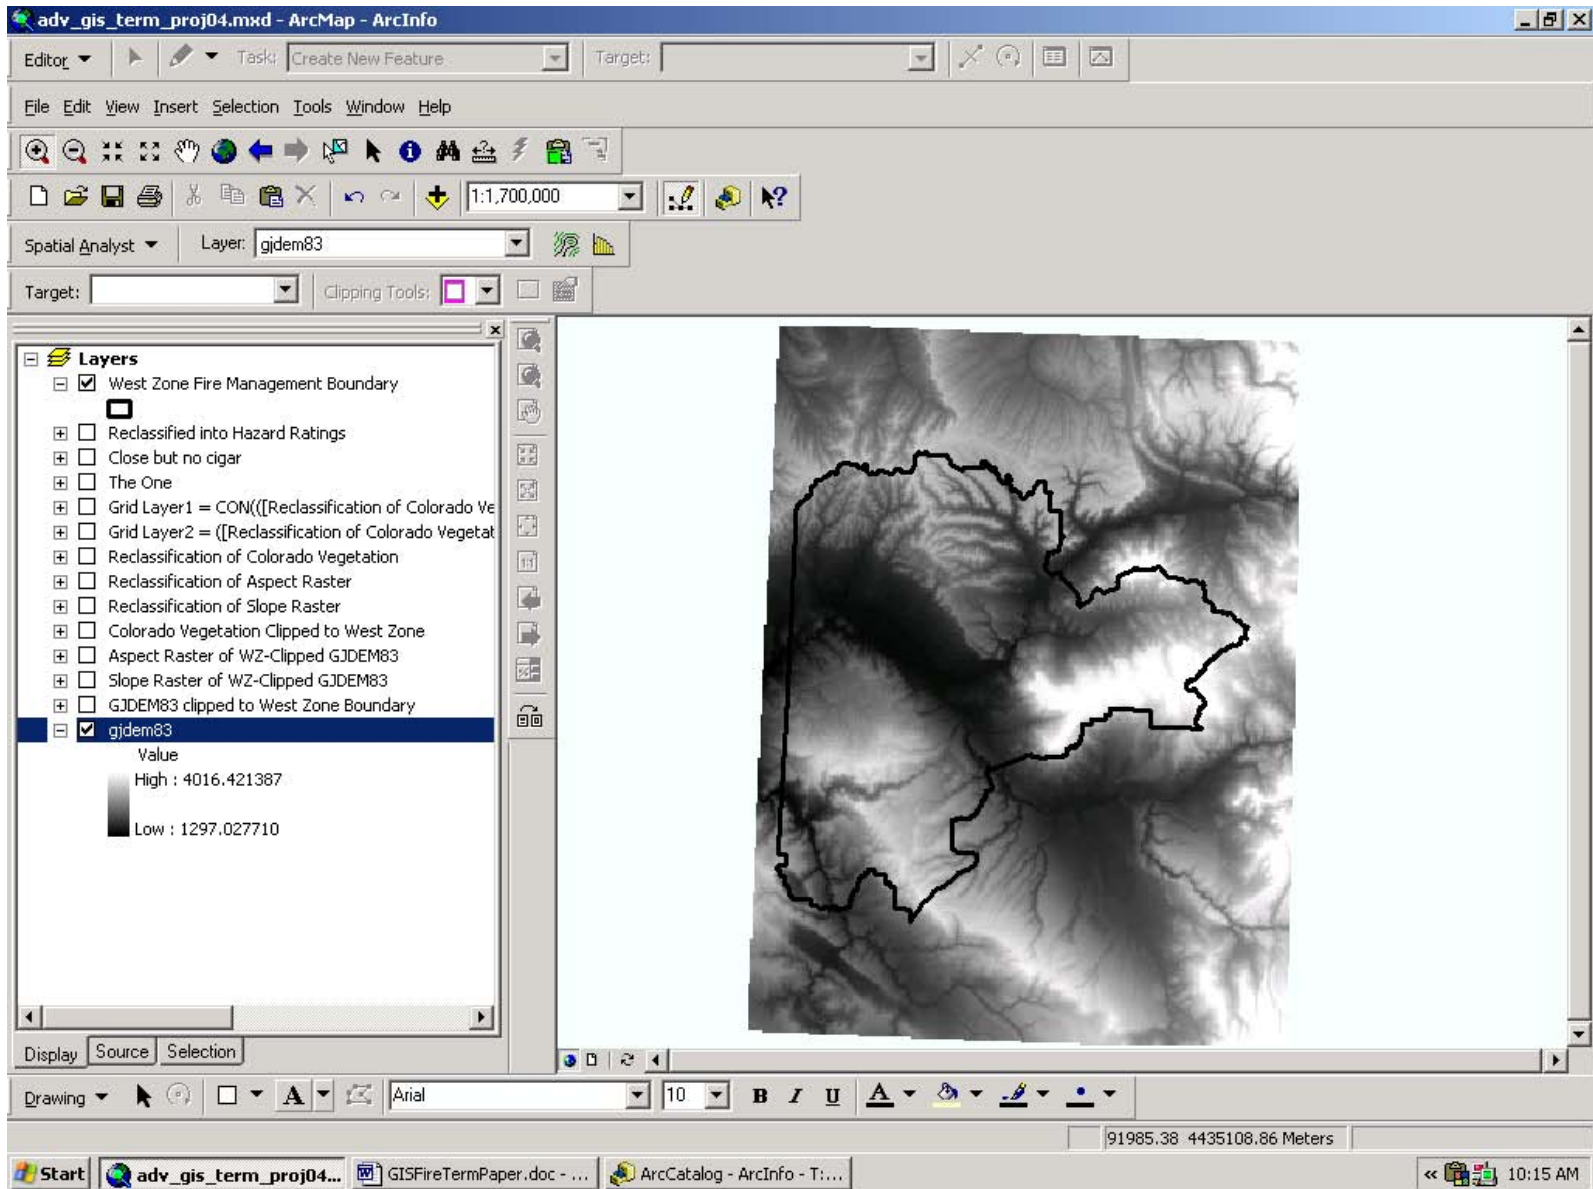 adv_gis_term_proj04.mxd - ArcMap - ArcInfo
Editor Task: Create New Feature Target:
File Edit View Insert Selection Tools Window Help
1:1,700,000
Spatial Analyst Layer: gjdem83
Target: Clipping Tools:
Layers
West Zone Fire Management Boundary
Reclassified into Hazard Ratings
Close but no cigar
The One
Grid Layer1 = CON(([Reclassification of Colorado Ve
Grid Layer2 = ([Reclassification of Colorado Vegetat
Reclassification of Colorado Vegetation
Reclassification of Aspect Raster
Reclassification of Slope Raster
Colorado Vegetation Clipped to West Zone
Aspect Raster of WZ-Clipped GJDEM83
Slope Raster of WZ-Clipped GJDEM83
GJDEM83 clipped to West Zone Boundary
gjdem83
Value
High : 4016.421387
Low : 1297.027710
1:1
Display Source Selection
Drawing A Arial 10 B I U A
91985.38 4435108.86 Meters
Start adv_gis_term_proj04... GISFireTermPaper.doc - ... ArcCatalog - ArcInfo - T:... « 10:15 AM